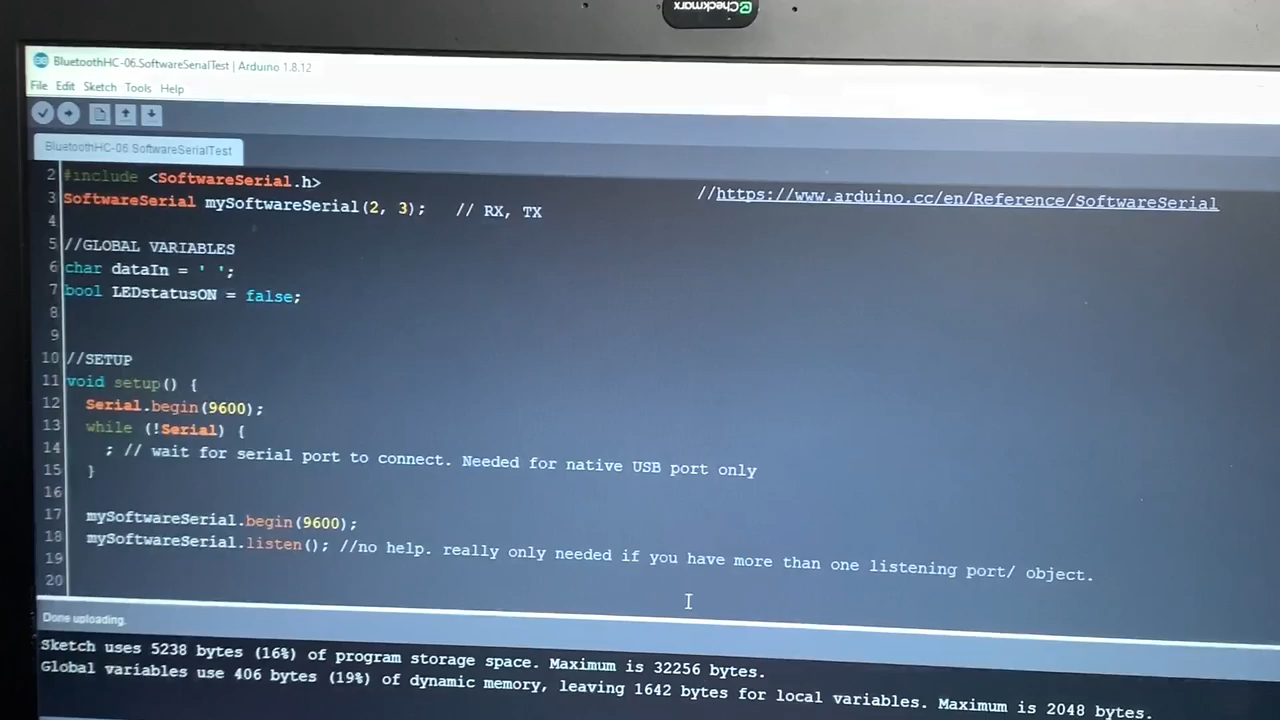 Checkmarx
BluetoothHC-06.SoftwareSerialTest | Arduino 1.8.12
File Edit Sketch Tools Help
BluetoothHC-06.SoftwareSerialTest
2 #include <SoftwareSerial.h> //https://www.arduino.cc/en/Reference/SoftwareSerial
3 SoftwareSerial mySoftwareSerial(2, 3); // RX, TX
4
5 //GLOBAL VARIABLES
6 char dataIn = ' ';
7 bool LEDstatusON = false;
8
9
10 //SETUP
11 void setup() {
12 Serial.begin(9600);
13 while (!Serial) {
14 ; // wait for serial port to connect. Needed for native USB port only
15 }
16
17 mySoftwareSerial.begin(9600);
18 mySoftwareSerial.listen(); //no help. really only needed if you have more than one listening port/ object.
19
20
Done uploading.
Sketch uses 5238 bytes (16%) of program storage space. Maximum is 32256 bytes.
Global variables use 406 bytes (19%) of dynamic memory, leaving 1642 bytes for local variables. Maximum is 2048 bytes.